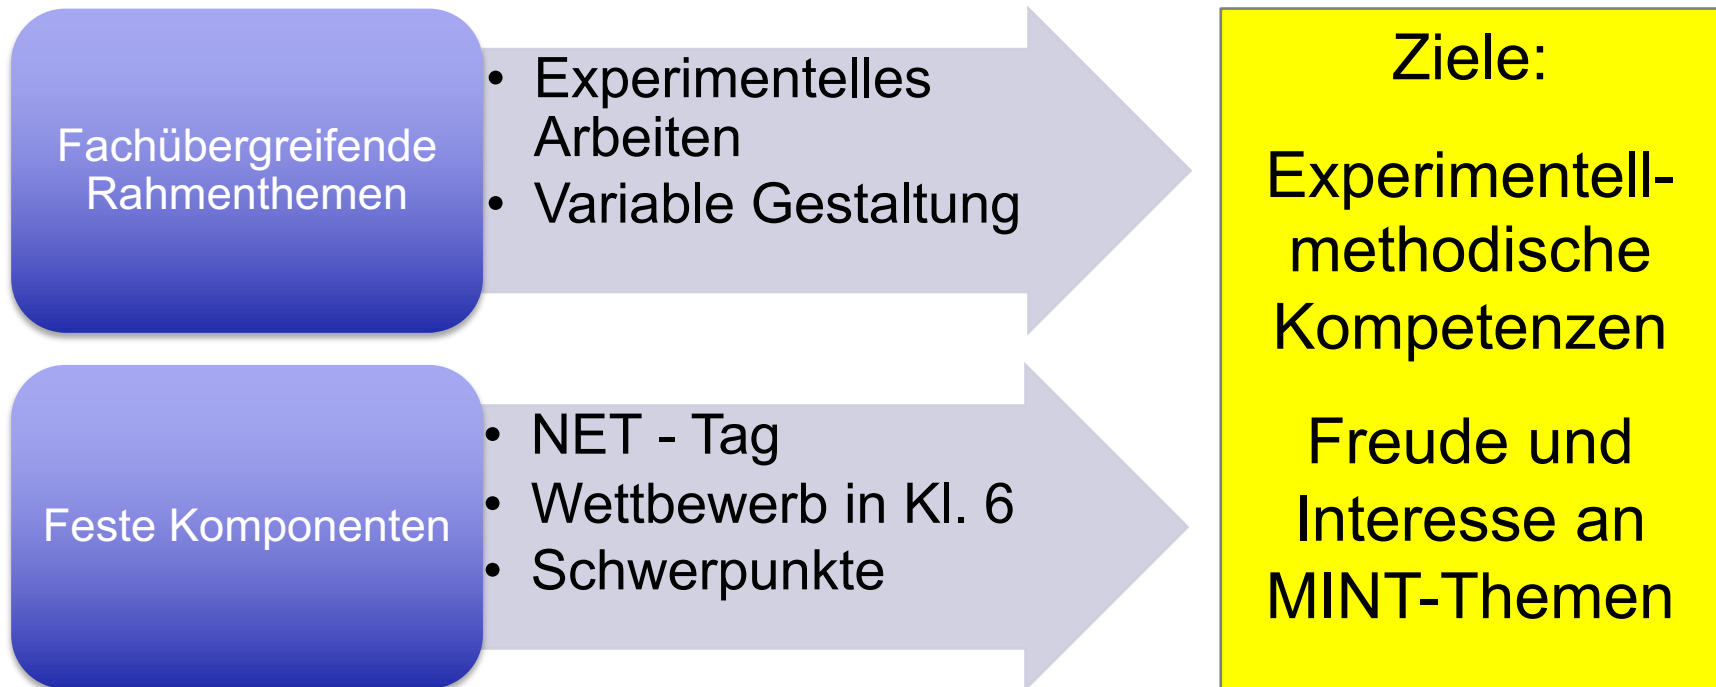 Fachübergreifende
Rahmenthemen
• Experimentelles
Arbeiten
• Variable Gestaltung
Feste Komponenten
• NET - Tag
• Wettbewerb in Kl. 6
• Schwerpunkte
Ziele:
Experimentell-
methodische
Kompetenzen
Freude und
Interesse an
MINT-Themen